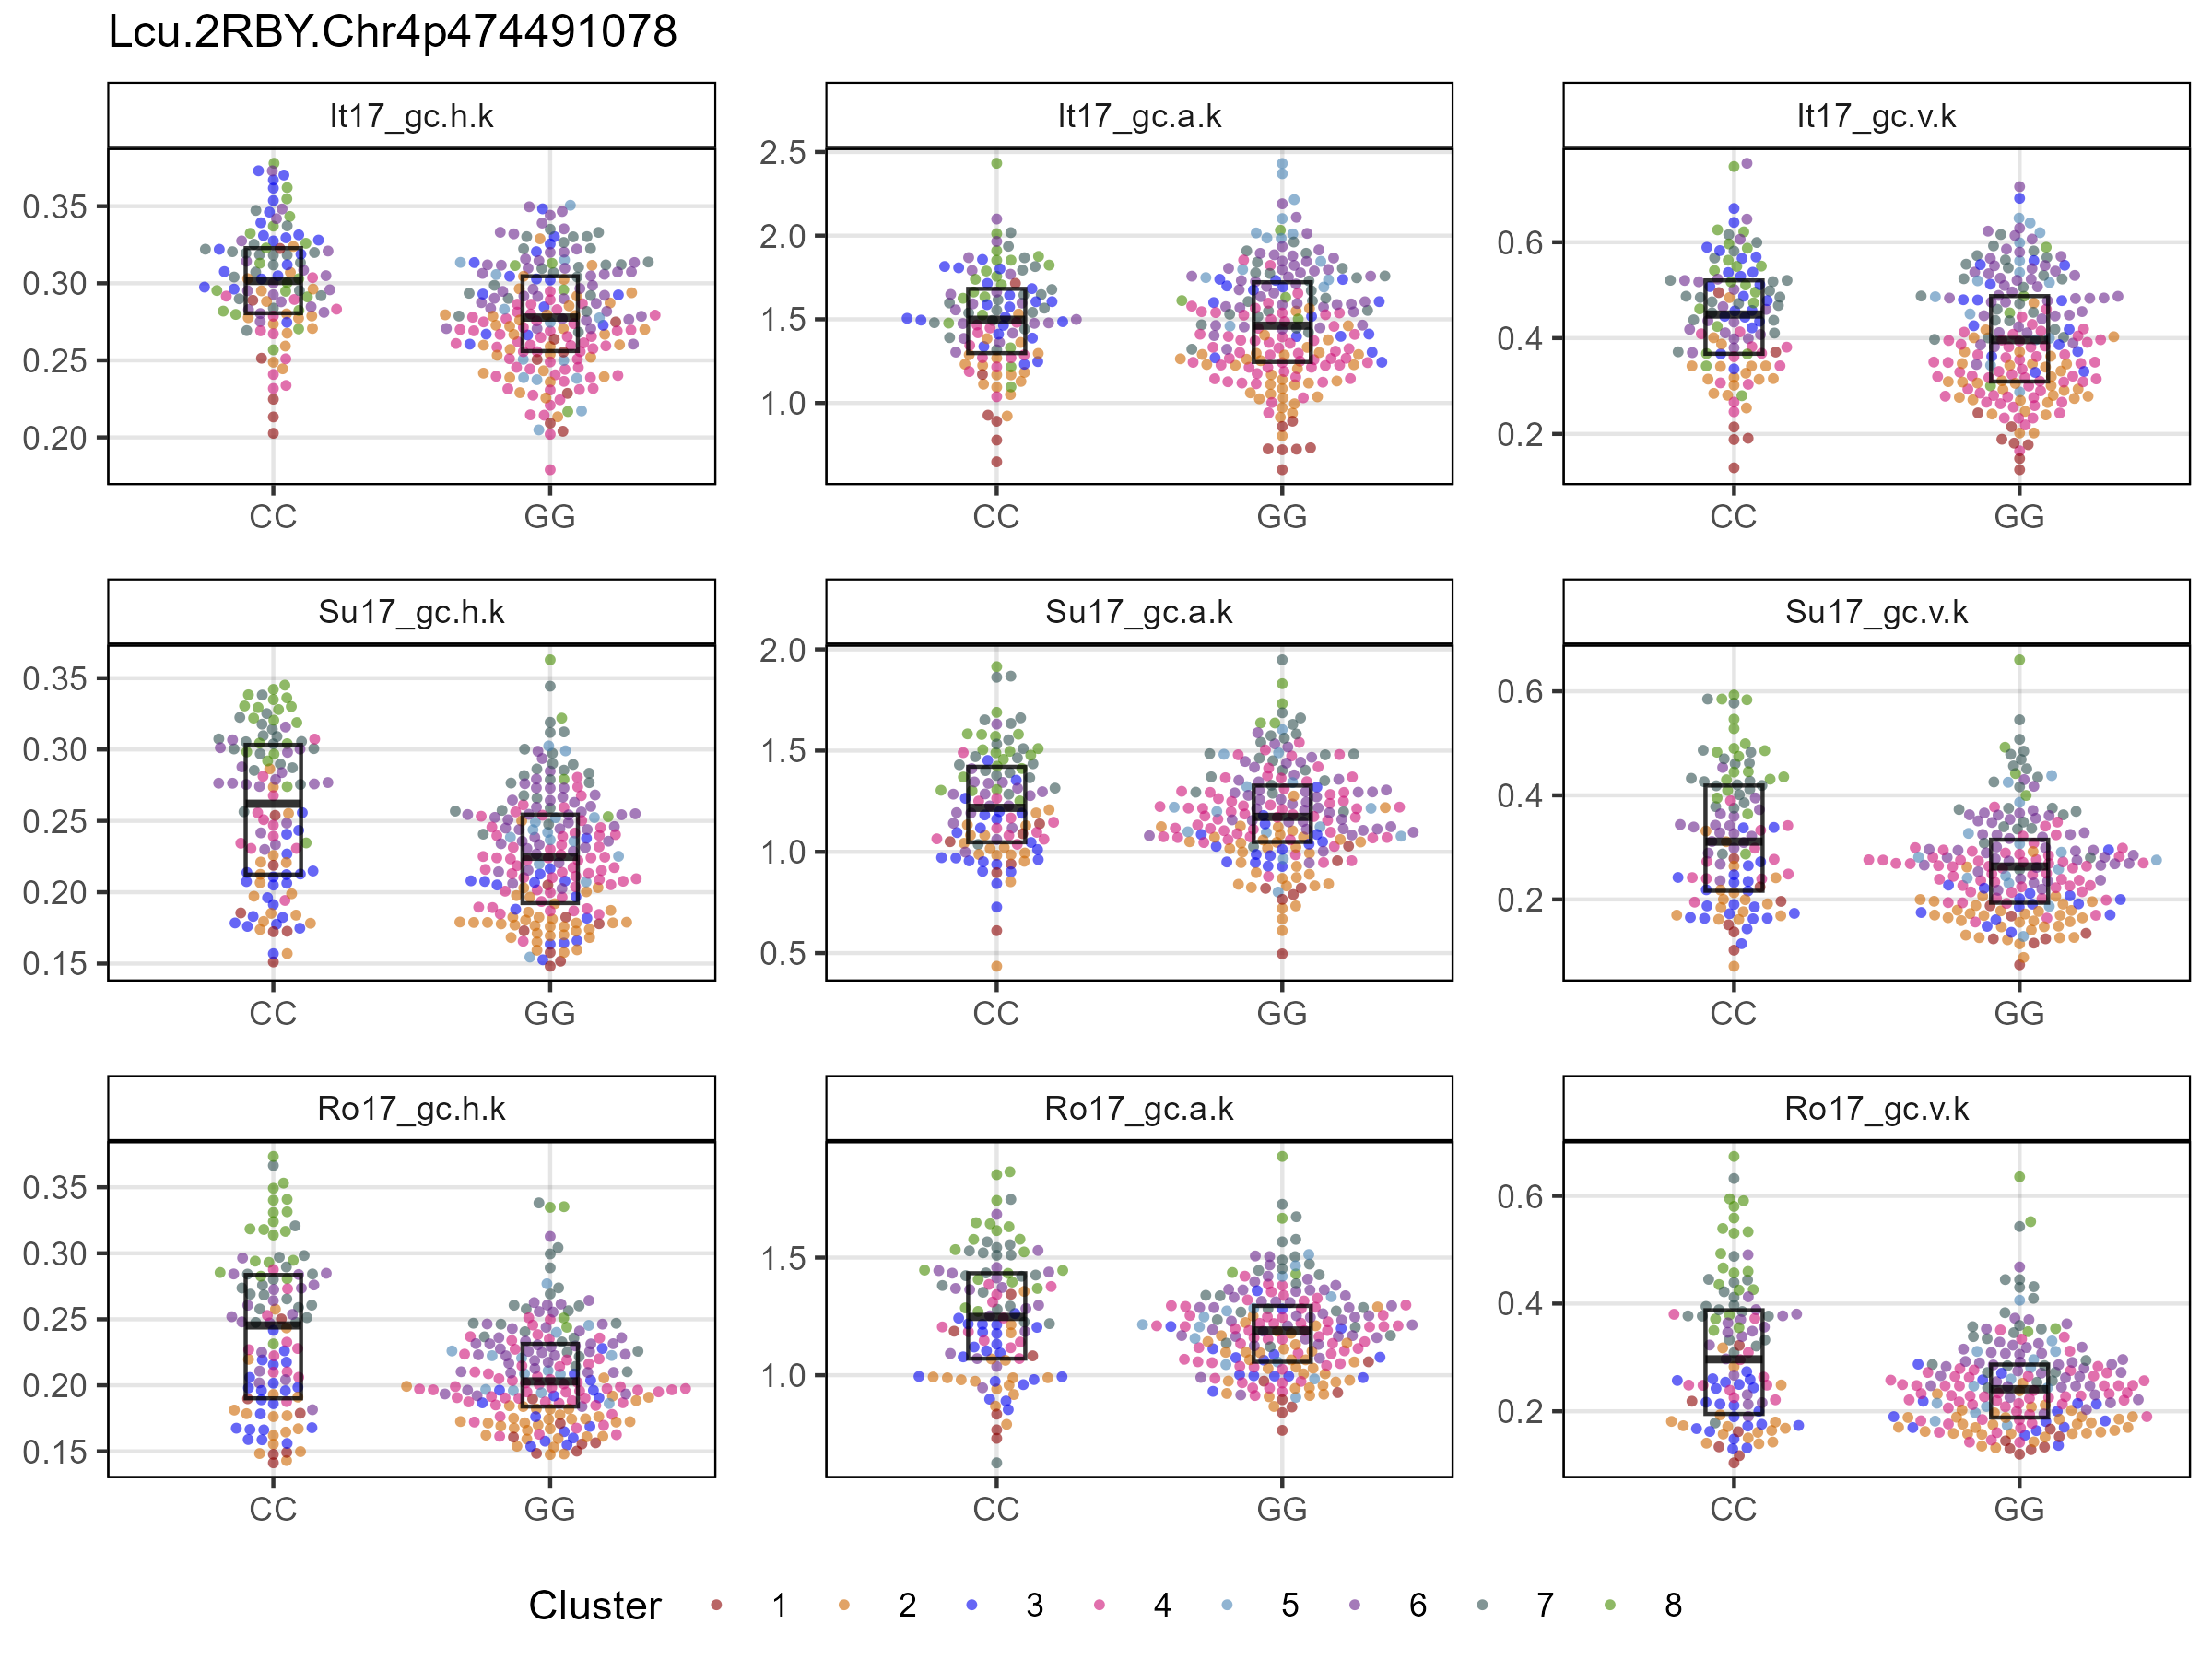 Lcu.2RBY.Chr4p474491078
It17_gc.h.k
It17_gc.a.k
It17_gc.v.k
0.35
0.30
0.25
0.20
2.5
2.0
1.5
1.0
0.6
0.4
0.2
CC GG
CC GG
CC GG
Su17_gc.h.k
Su17_gc.a.k
Su17_gc.v.k
0.35
0.30
0.25
0.20
0.15
2.0
1.5
1.0
0.5
0.6
0.4
0.2
CC GG
CC GG
CC GG
Ro17_gc.h.k
Ro17_gc.a.k
Ro17_gc.v.k
0.35
0.30
0.25
0.20
0.15
1.5
1.0
0.6
0.4
0.2
CC GG
CC GG
CC GG
Cluster 1 2 3 4 5 6 7 8